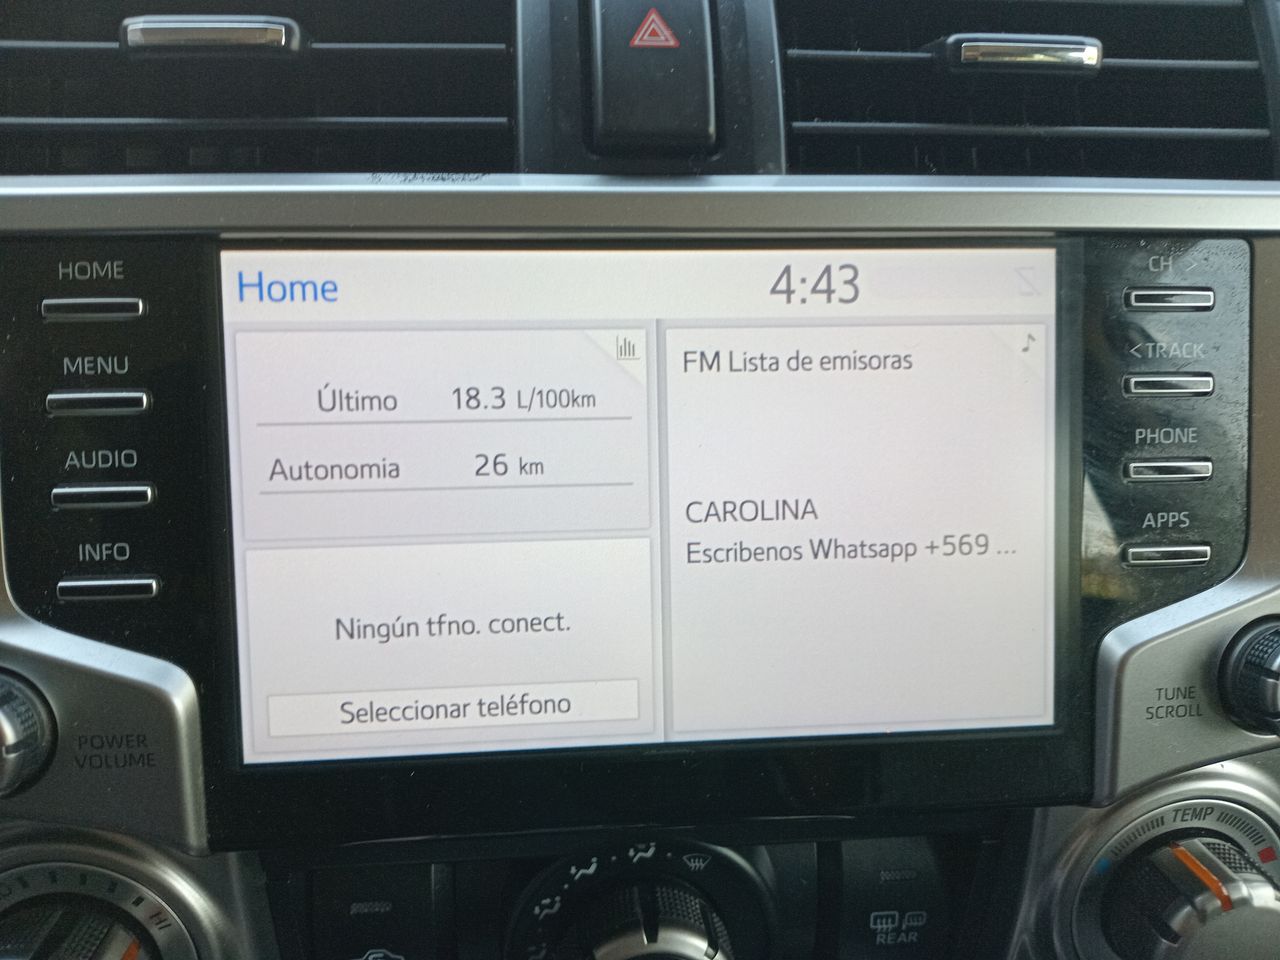 HOME
MENU
AUDIO
INFO
POWER
VOLUME
Home
4:43
Último 18.3 L/100km
Autonomia 26 km
Ningún tfno. conect.
Seleccionar teléfono
FM Lista de emisoras
CAROLINA
Escribenos Whatsapp +569 ...
CH >
< TRACK
PHONE
APPS
TUNE
SCROLL
TEMP
HI
REAR